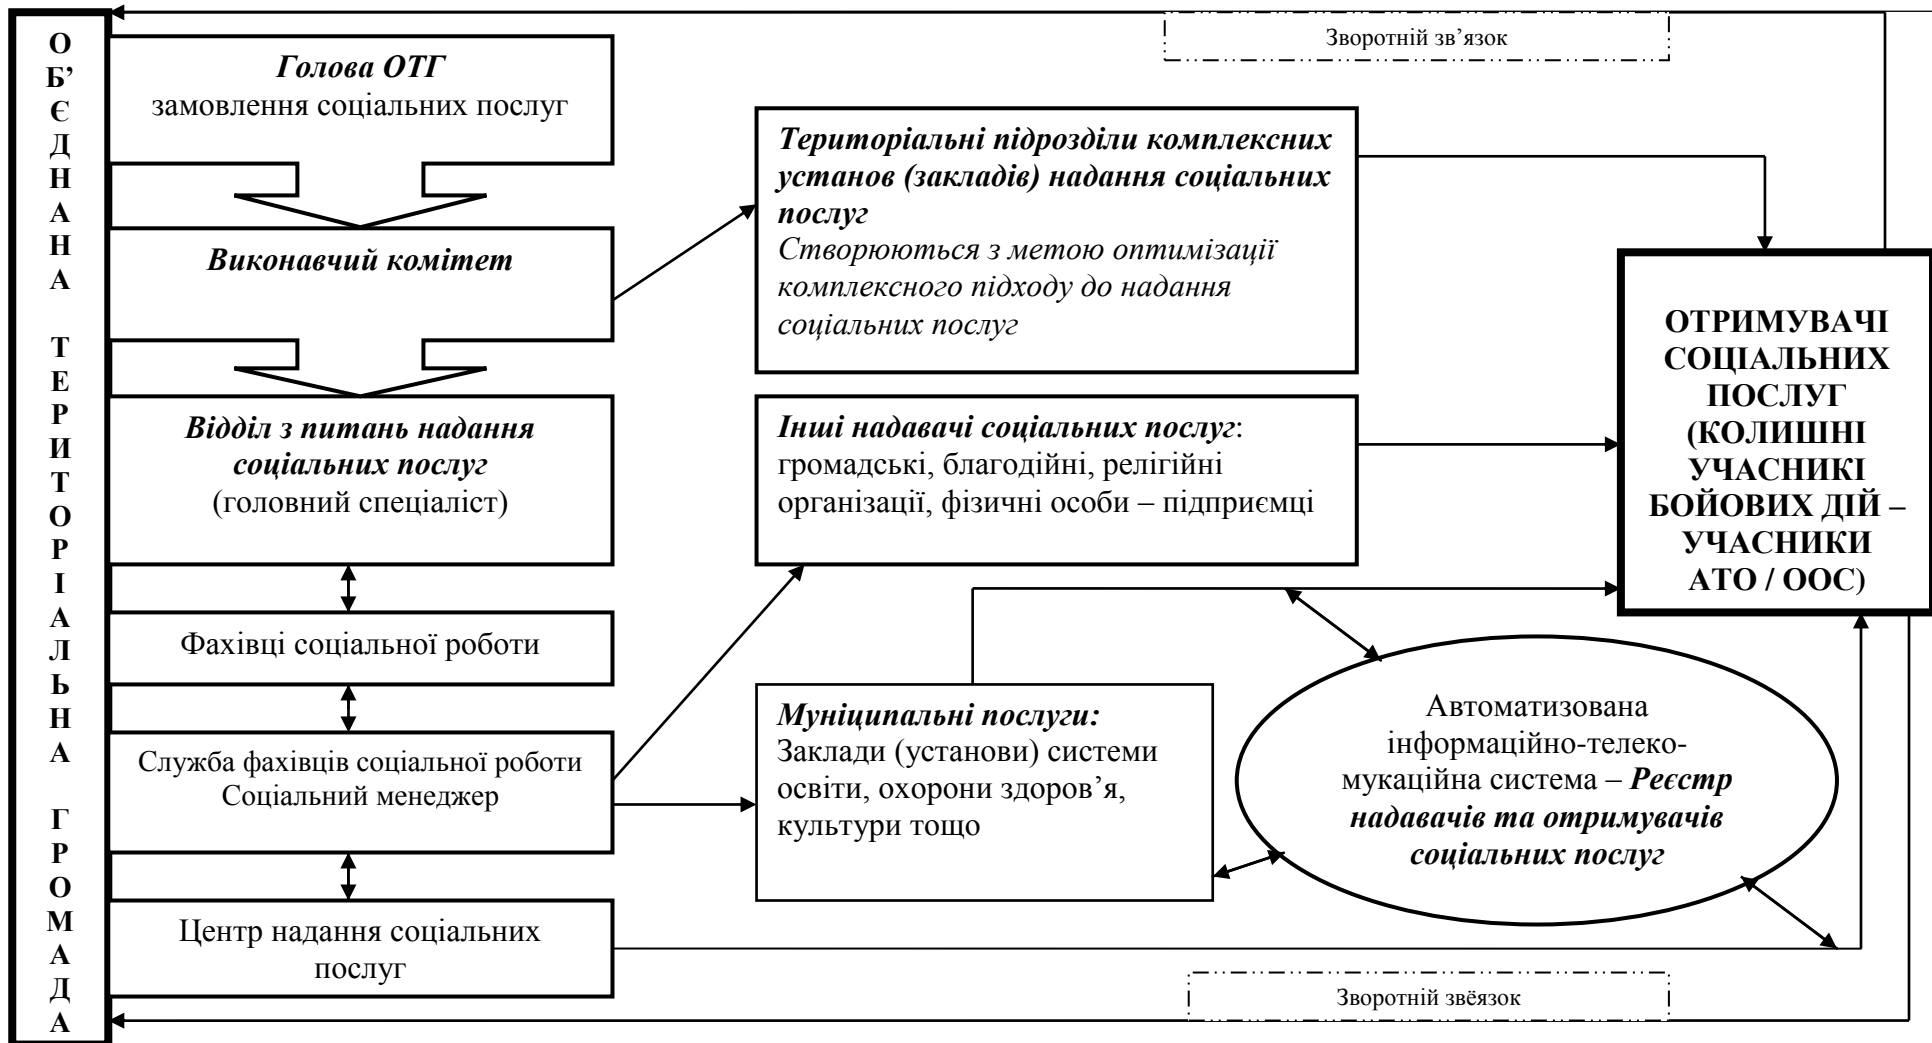 ОБ’ЄДНАНА ТЕРИТОРІАЛЬНА ГРОМАДА
Зворотній зв'язок
Голова ОТГ
замовлення соціальних послуг
Виконавчий комітет
Відділ з питань надання
соціальних послуг
(головний спеціаліст)
Фахівці соціальної роботи
Служба фахівців соціальної роботи
Соціальний менеджер
Центр надання соціальних
послуг
Територіальні підрозділи комплексних
установ (закладів) надання соціальних
послуг
Створюються з метою оптимізації
комплексного підходу до надання
соціальних послуг
Інші надавачі соціальних послуг:
громадські, благодійні, релігійні
організації, фізичні особи – підприємці
Муніципальні послуги:
Заклади (установи) системи
освіти, охорони здоров’я,
культури тощо
Автоматизована
інформаційно-телеко-
мукаційна система – Реєстр
надавачів та отримувачів
соціальних послуг
ОТРИМУВАЧІ
СОЦІАЛЬНИХ
ПОСЛУГ
(КОЛИШНІ
УЧАСНИКІ
БОЙОВИХ ДІЙ –
УЧАСНИКИ
АТО / ООС)
Зворотній звёязок